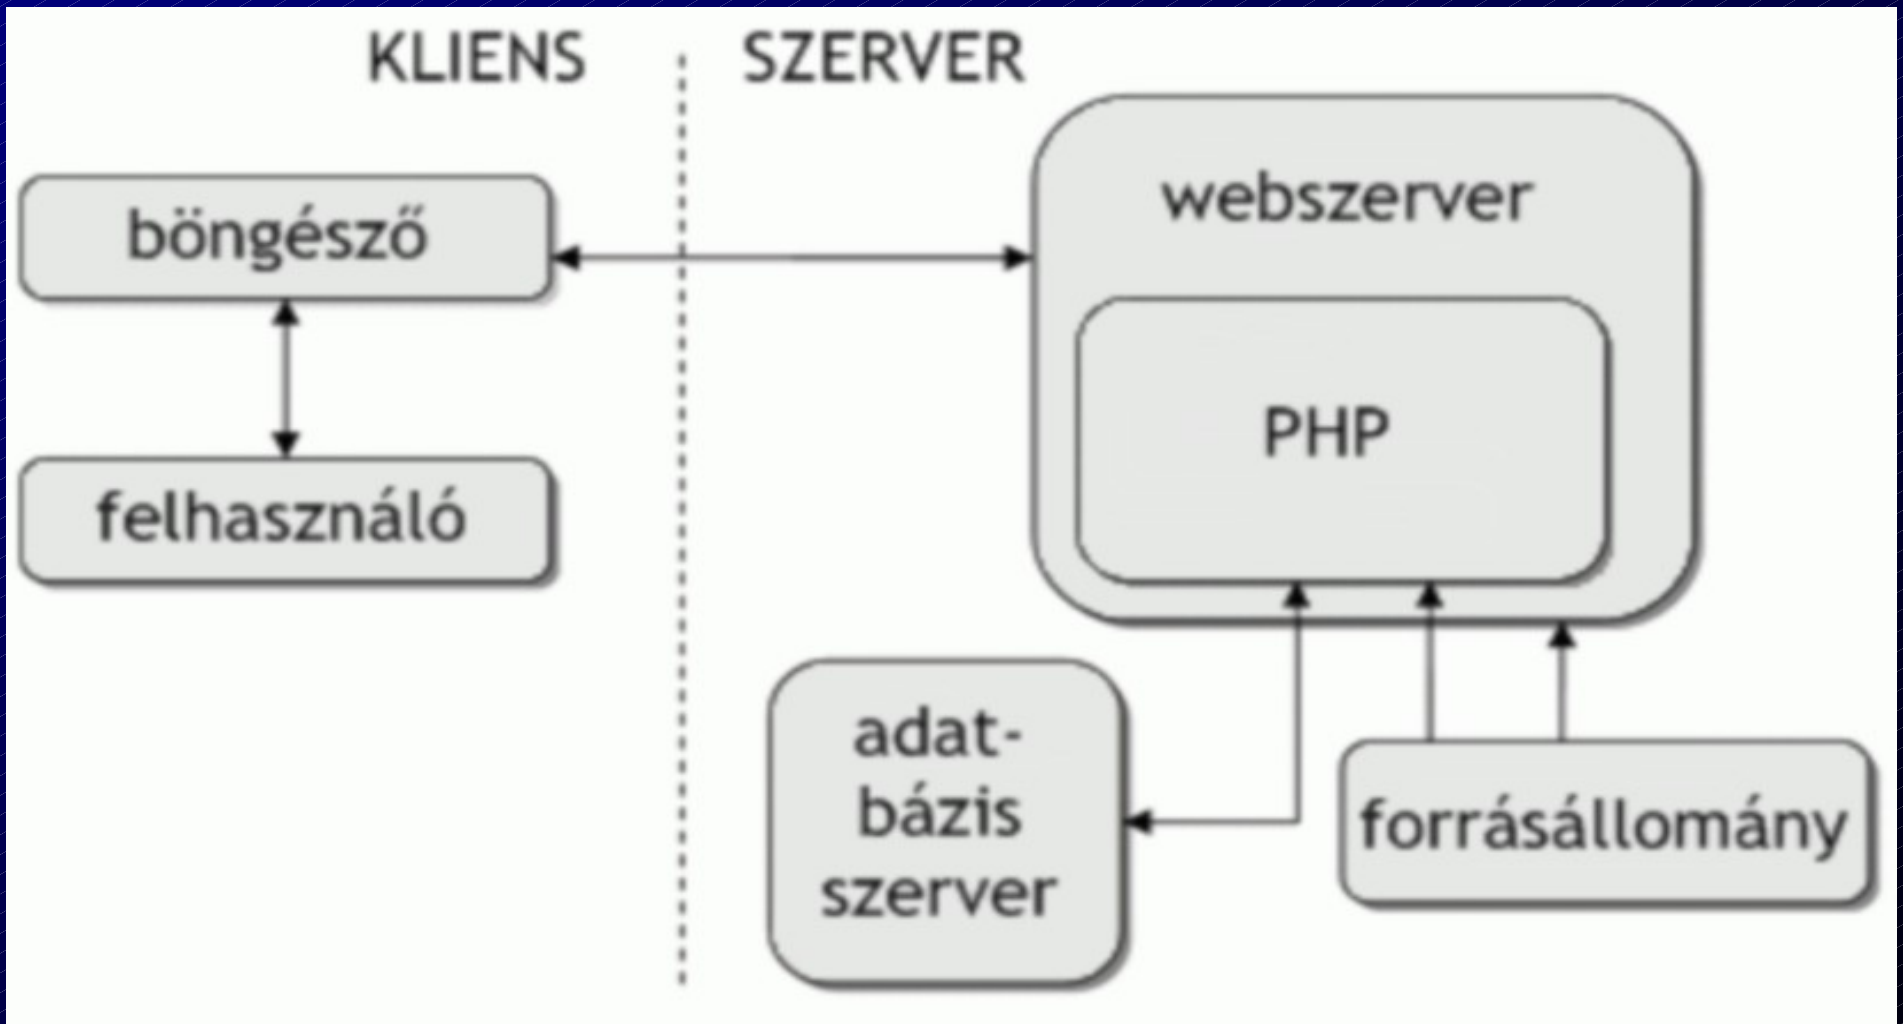 KLIENS
SZERVER
böngésző
webszerver
PHP
felhasználó
adat-
bázis
szerver
forrásállomány